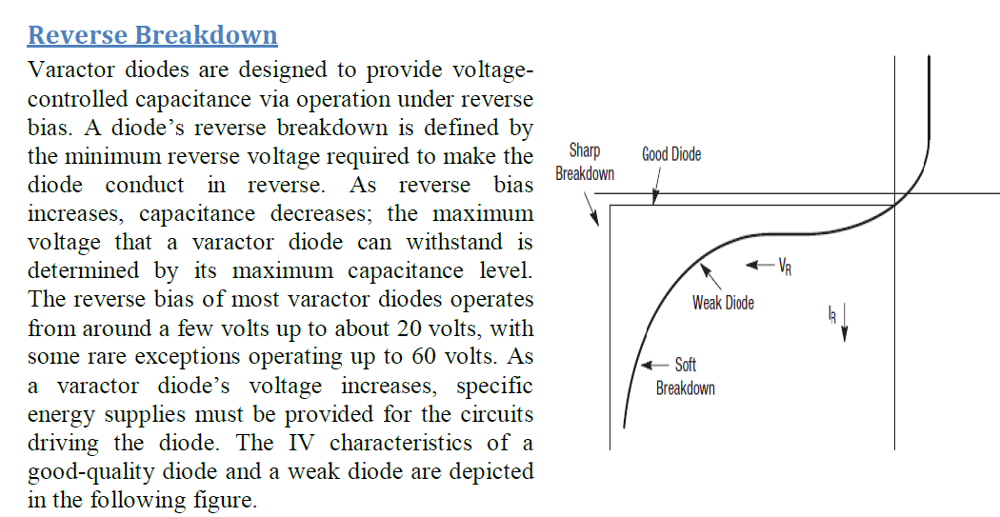 Reverse Breakdown
Varactor diodes are designed to provide voltage-
controlled capacitance via operation under reverse
bias. A diode's reverse breakdown is defined by
the minimum reverse voltage required to make the
diode conduct in reverse. As reverse bias
increases, capacitance decreases; the maximum
voltage that a varactor diode can withstand is
determined by its maximum capacitance level.
The reverse bias of most varactor diodes operates
from around a few volts up to about 20 volts, with
some rare exceptions operating up to 60 volts. As
a varactor diode's voltage increases, specific
energy supplies must be provided for the circuits
driving the diode. The IV characteristics of a
good-quality diode and a weak diode are depicted
in the following figure.
Sharp
Breakdown
Good Diode
VR
Weak Diode
IR
Soft
Breakdown